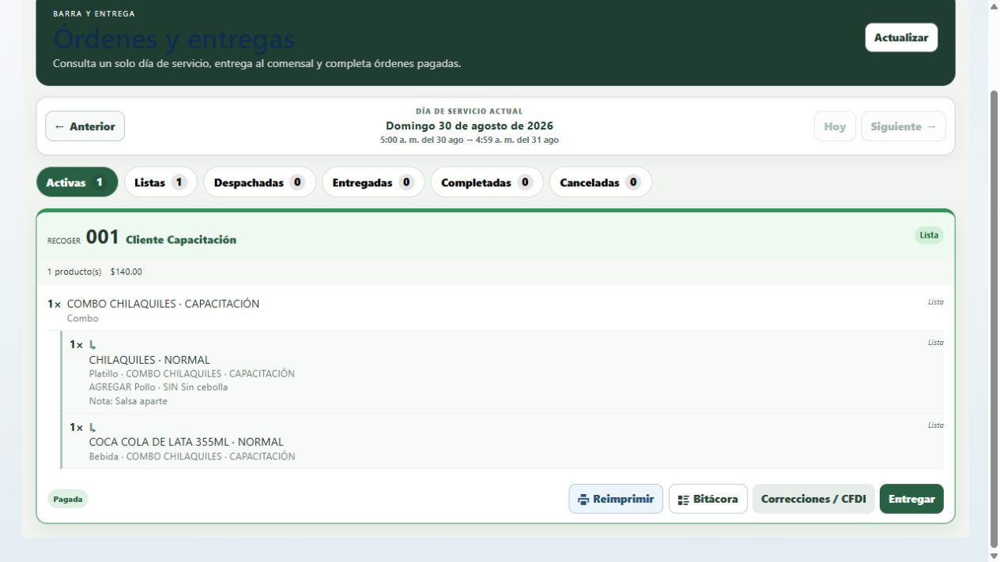 BARRA Y ENTREGA
Órdenes y entregas
Consulta un solo día de servicio, entrega al comensal y completa órdenes pagadas.
Actualizar
← Anterior
DÍA DE SERVICIO ACTUAL
Domingo 30 de agosto de 2026
5:00 a. m. del 30 ago → 4:59 a. m. del 31 ago
Hoy
Siguiente →
Activas 1
Listas 1
Despachadas 0
Entregadas 0
Completadas 0
Canceladas 0
RECOGER 001 Cliente Capacitación
Lista
1 producto(s) $140.00
1× COMBO CHILAQUILES · CAPACITACIÓN
Lista
Combo
1× ↳
Lista
CHILAQUILES · NORMAL
Platillo · COMBO CHILAQUILES · CAPACITACIÓN
AGREGAR Pollo · SIN Sin cebolla
Nota: Salsa aparte
1× ↳
Lista
COCA COLA DE LATA 355ML · NORMAL
Bebida · COMBO CHILAQUILES · CAPACITACIÓN
Pagada
Reimprimir
Bitácora
Correcciones / CFDI
Entregar